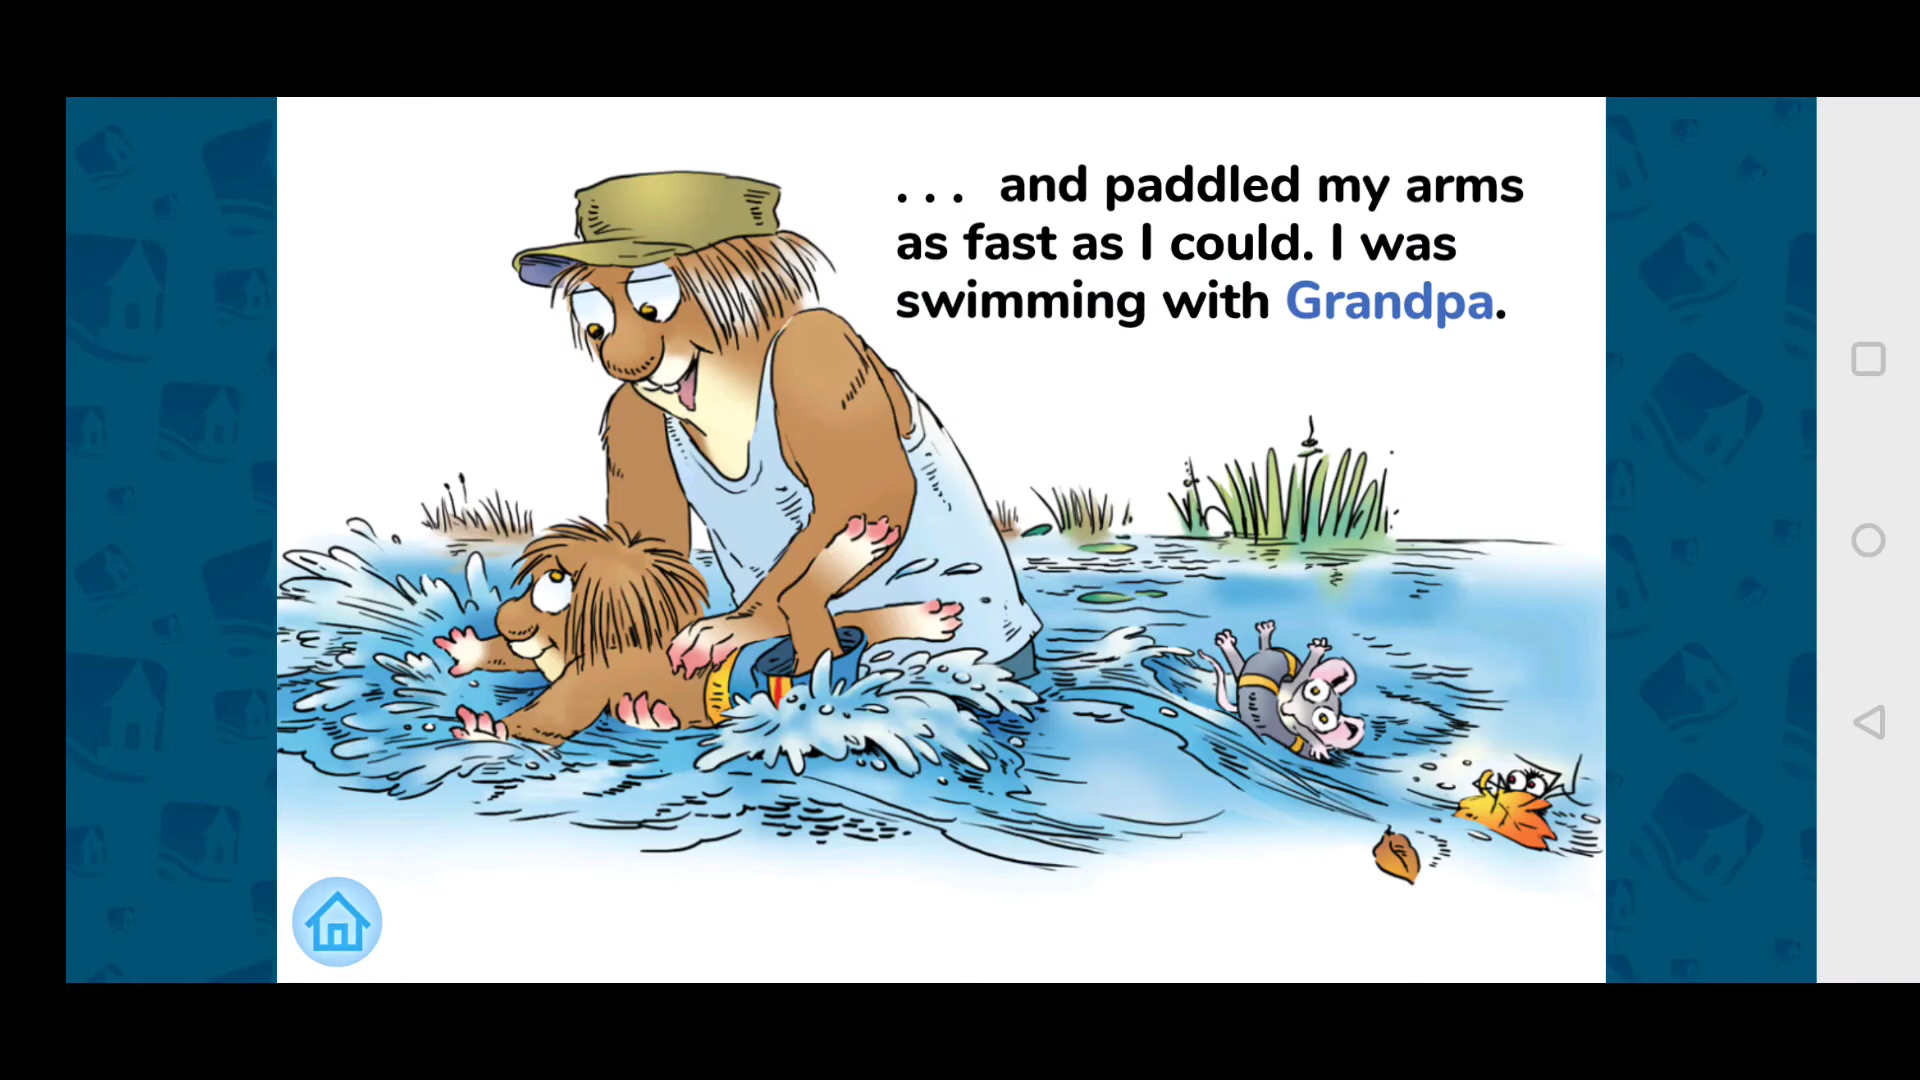 . . . and paddled my arms
as fast as I could. I was
swimming with Grandpa.